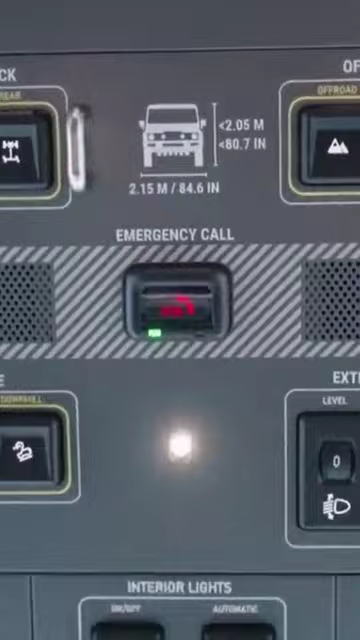 CK
OF
REAR
OFFROAD
<2.05 M
<80.7 IN
2.15 M / 84.6 IN
EMERGENCY CALL
E
EXT
DOWNHILL
LEVEL
0
INTERIOR LIGHTS
ON/OFF
AUTOMATIC